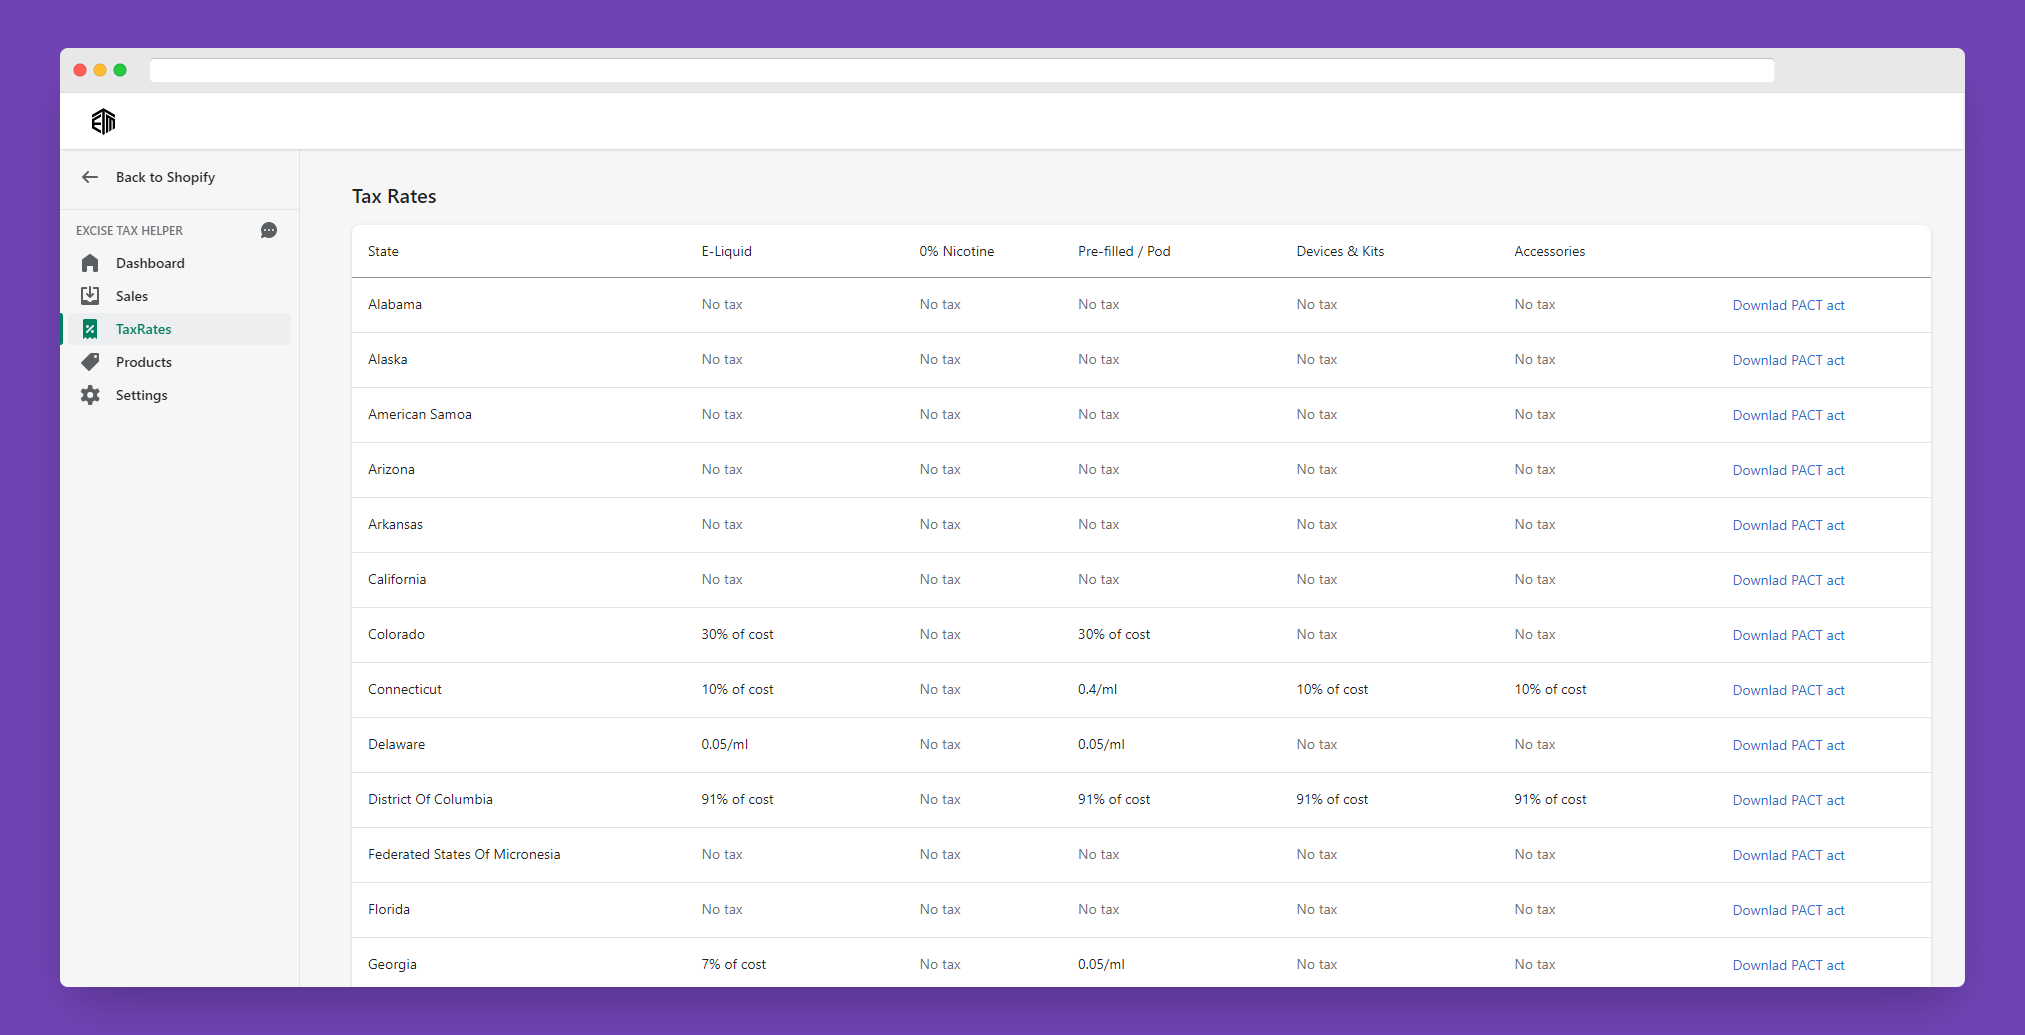 ETM
Back to Shopify
EXCISE TAX HELPER
Dashboard
Sales
TaxRates
Products
Settings
Tax Rates
State E-Liquid 0% Nicotine Pre-filled / Pod Devices & Kits Accessories
Alabama No tax No tax No tax No tax No tax Downlad PACT act
Alaska No tax No tax No tax No tax No tax Downlad PACT act
American Samoa No tax No tax No tax No tax No tax Downlad PACT act
Arizona No tax No tax No tax No tax No tax Downlad PACT act
Arkansas No tax No tax No tax No tax No tax Downlad PACT act
California No tax No tax No tax No tax No tax Downlad PACT act
Colorado 30% of cost No tax 30% of cost No tax No tax Downlad PACT act
Connecticut 10% of cost No tax 0.4/ml 10% of cost 10% of cost Downlad PACT act
Delaware 0.05/ml No tax 0.05/ml No tax No tax Downlad PACT act
District Of Columbia 91% of cost No tax 91% of cost 91% of cost 91% of cost Downlad PACT act
Federated States Of Micronesia No tax No tax No tax No tax No tax Downlad PACT act
Florida No tax No tax No tax No tax No tax Downlad PACT act
Georgia 7% of cost No tax 0.05/ml No tax No tax Downlad PACT act